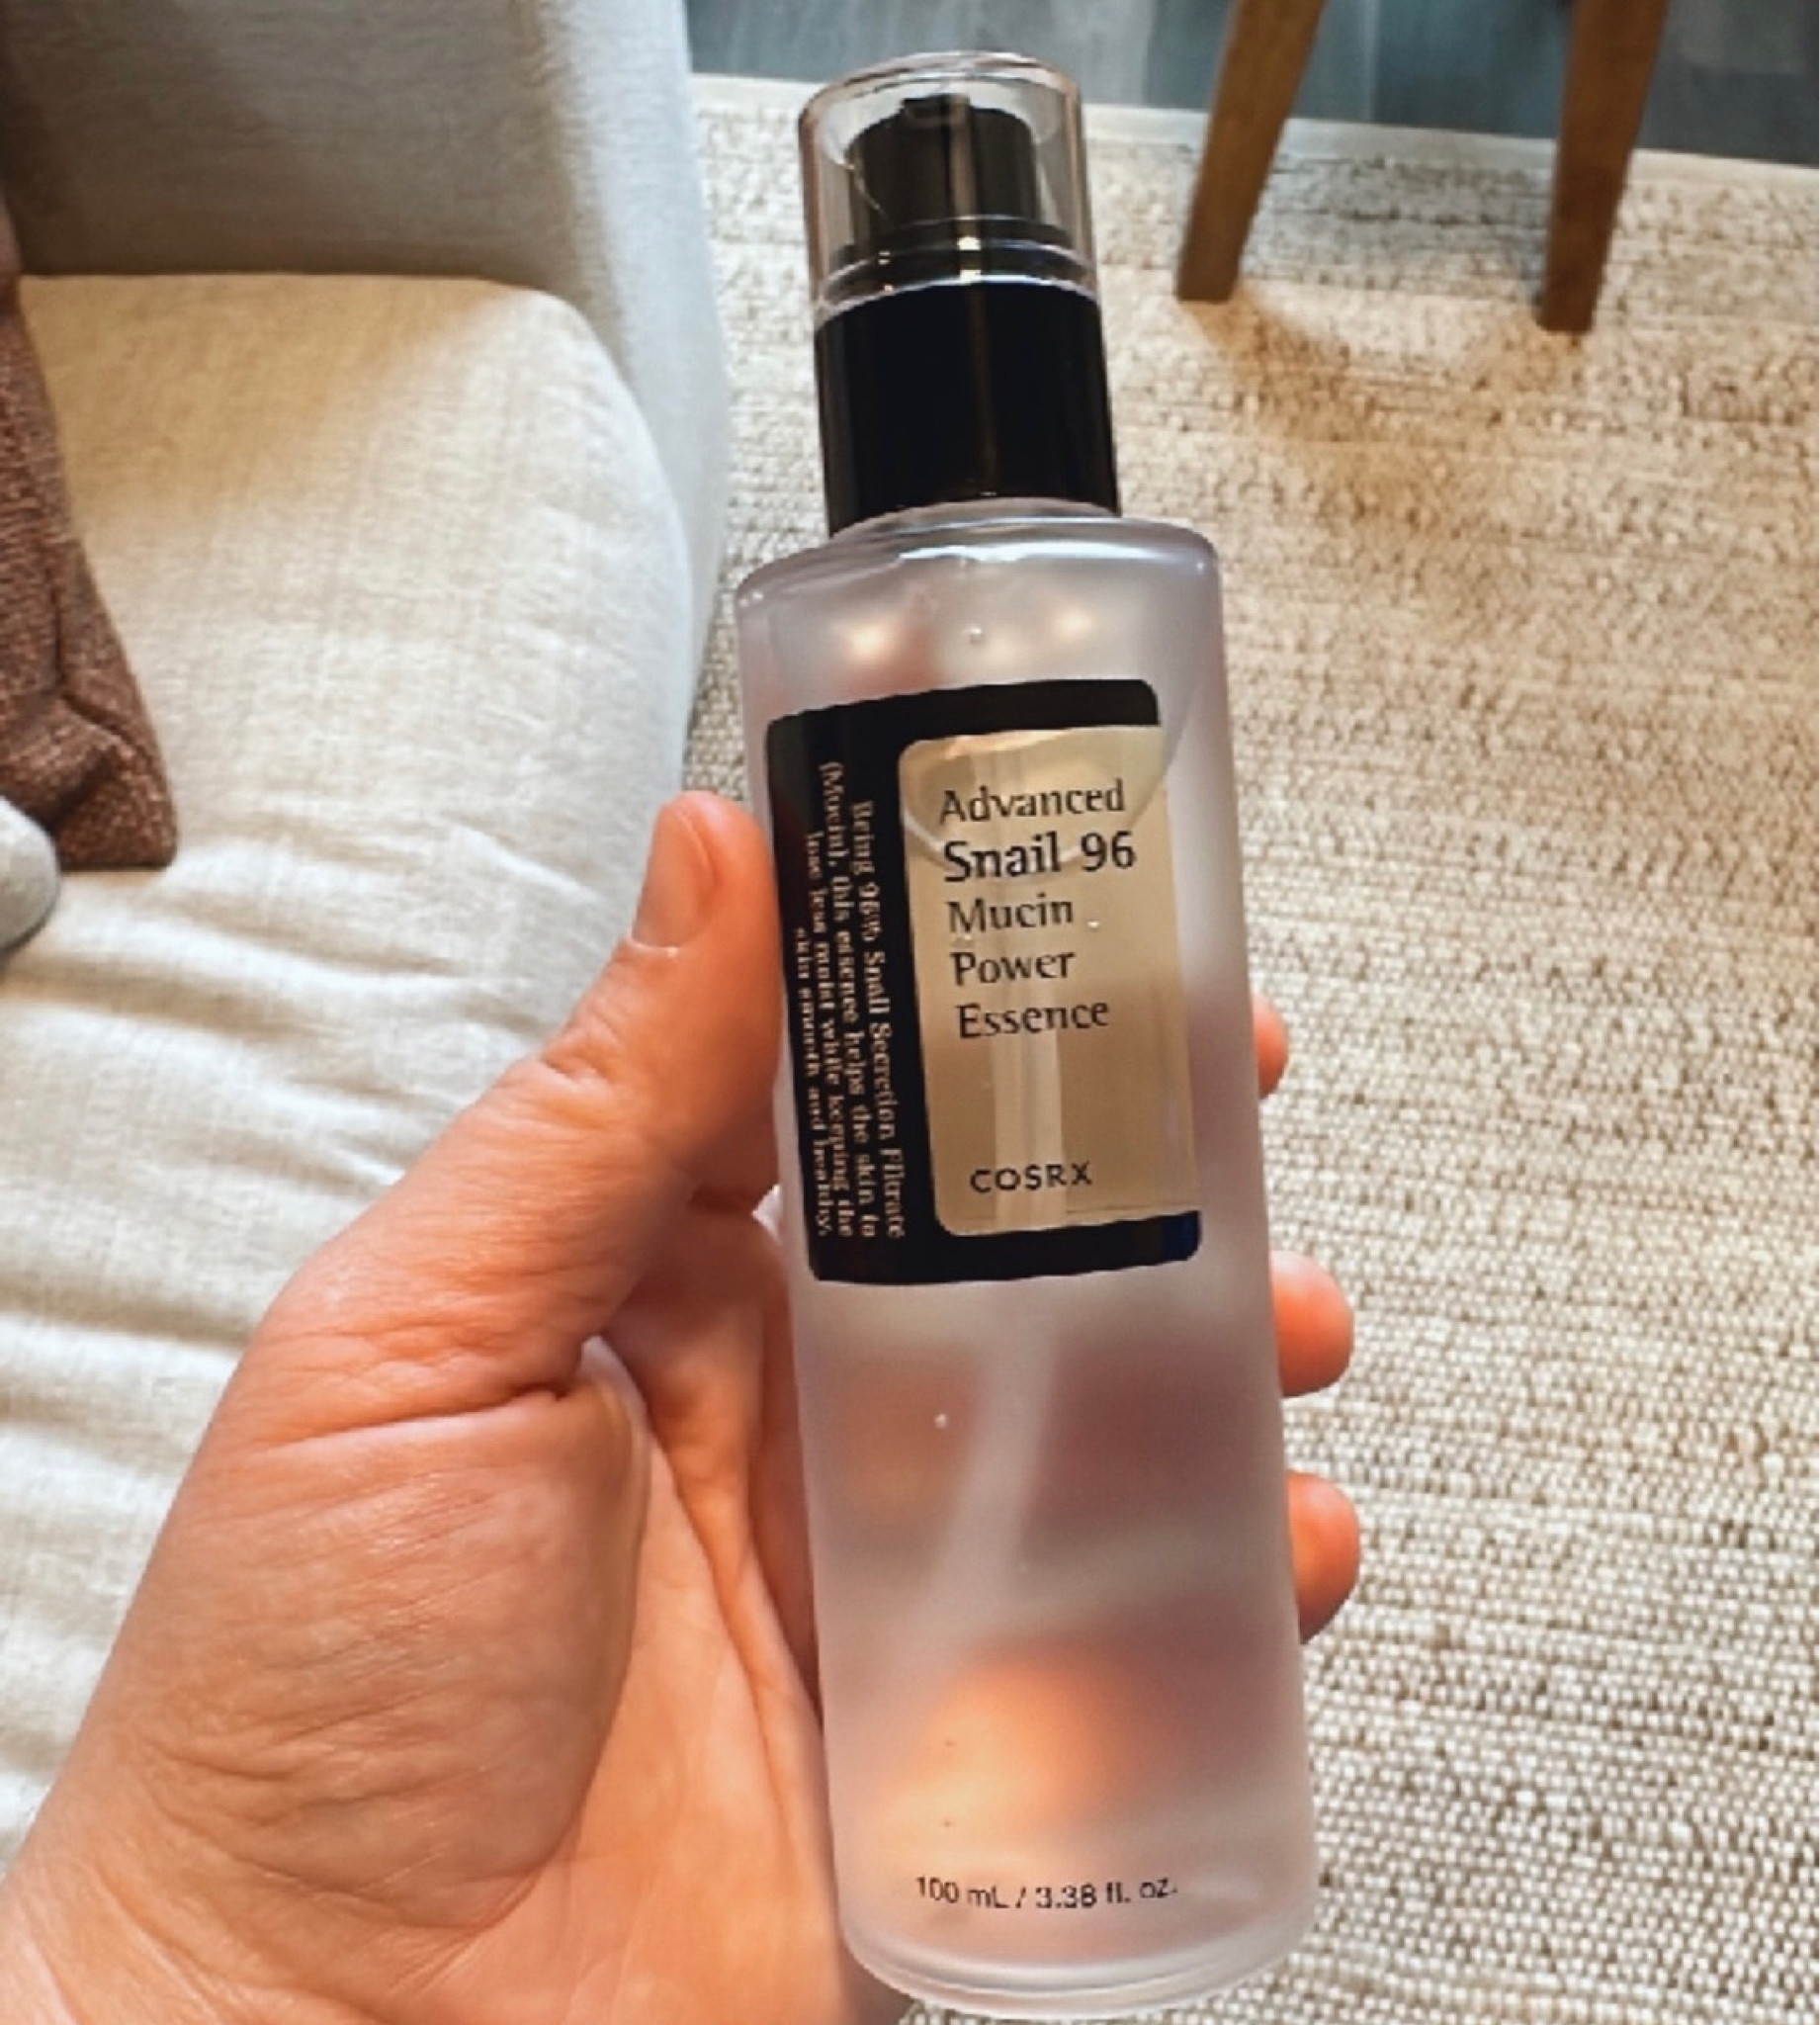 Advanced
Snail 96
Mucin
Power
Essence
COSRX
Being 96% Snail Secretion Filtrate
(Mucin), this essence helps the skin to
lose less moist while keeping the
skin smooth and healthy.
100 mL / 3.38 fl. oz.